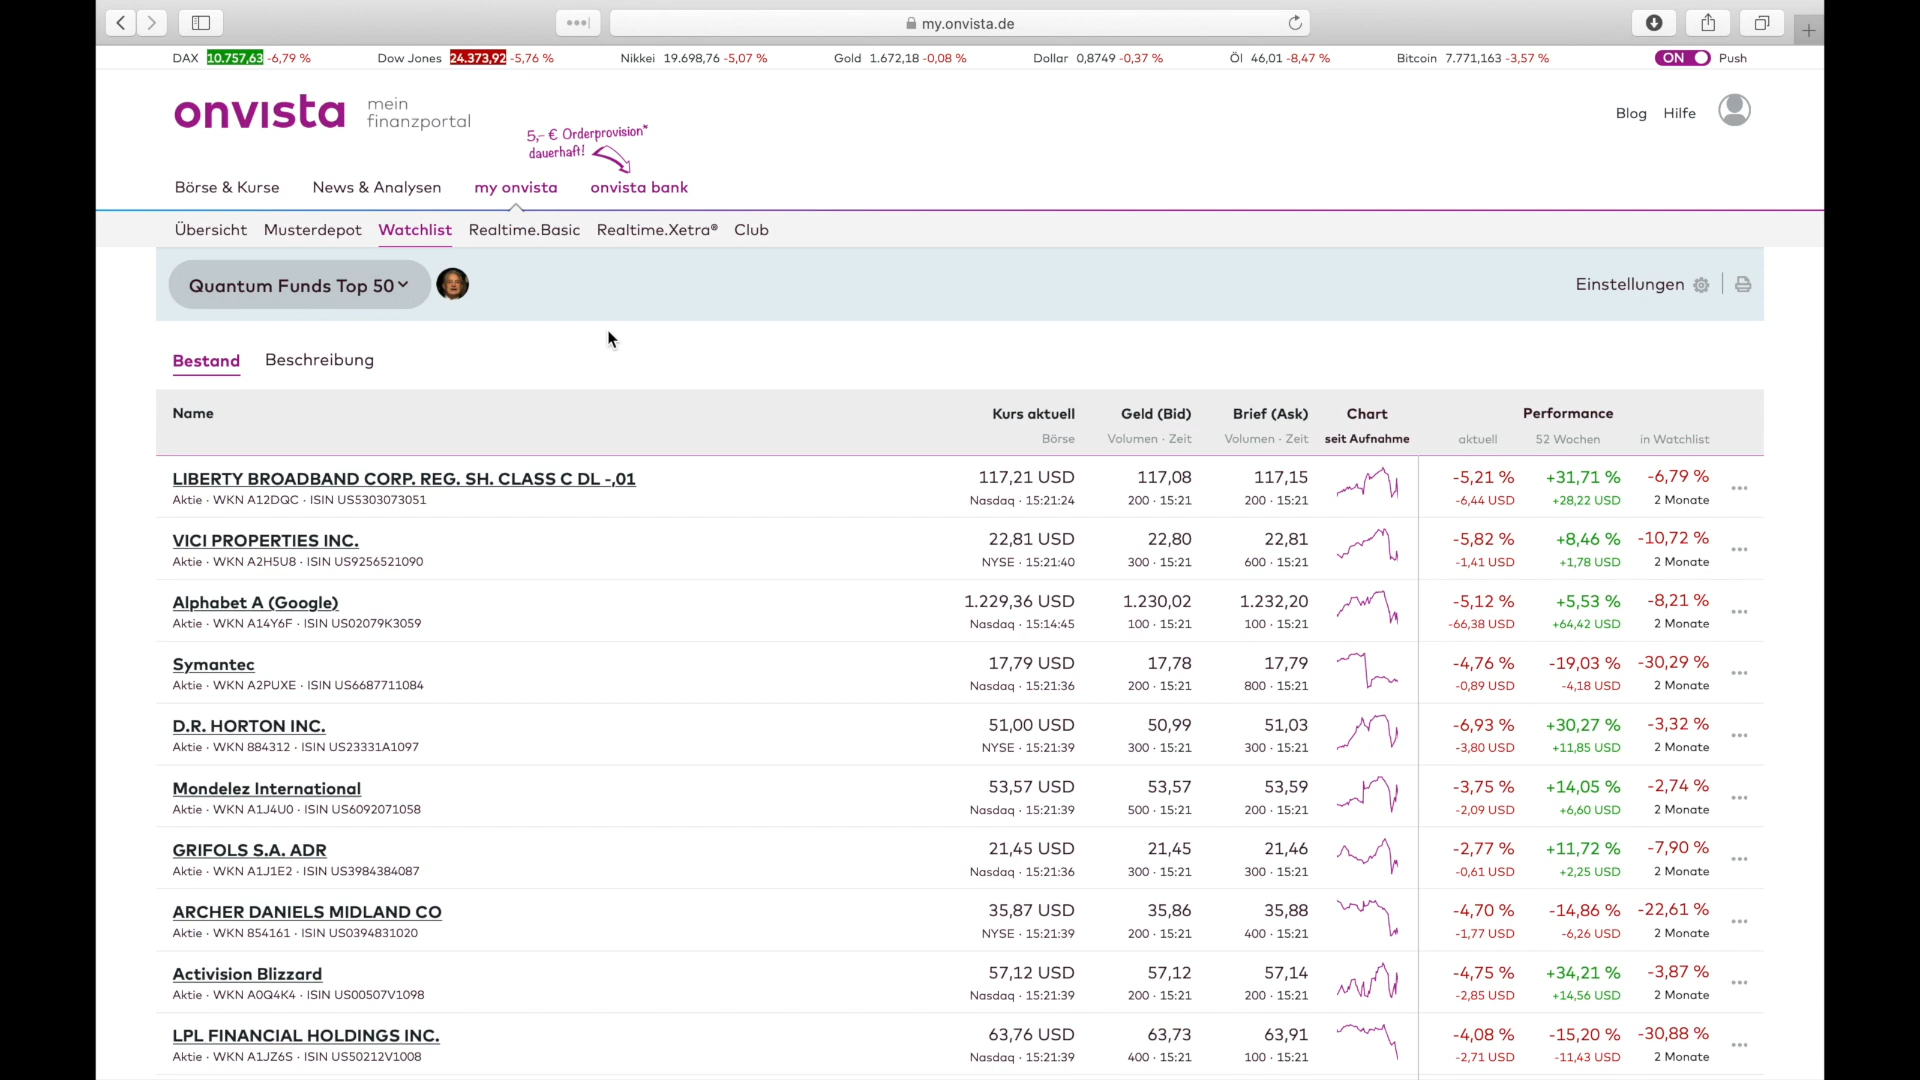 my.onvista.de
DAX 10.757,63 -6,79 % Dow Jones 24.373,92 -5,76 % Nikkei 19.698,76 -5,07 % Gold 1.672,18 -0,08 % Dollar 0,8749 -0,37 % Öl 46,01 -8,47 % Bitcoin 7.771,163 -3,57 % ON Push
onvista mein
finanzportal
Blog Hilfe
5,- € Orderprovision*
dauerhaft!
Börse & Kurse News & Analysen my onvista onvista bank
Übersicht Musterdepot Watchlist Realtime.Basic Realtime.Xetra® Club
Quantum Funds Top 50 Einstellungen
Bestand Beschreibung
Name Kurs aktuell Geld (Bid) Brief (Ask) Chart Performance
Börse Volumen · Zeit Volumen · Zeit seit Aufnahme aktuell 52 Wochen in Watchlist
LIBERTY BROADBAND CORP. REG. SH. CLASS C DL -,01 117,21 USD 117,08 117,15 -5,21 % +31,71 % -6,79 %
Aktie · WKN A12DQC · ISIN US5303073051 Nasdaq · 15:21:24 200 · 15:21 200 · 15:21 -6,44 USD +28,22 USD 2 Monate
VICI PROPERTIES INC. 22,81 USD 22,80 22,81 -5,82 % +8,46 % -10,72 %
Aktie · WKN A2H5U8 · ISIN US9256521090 NYSE · 15:21:40 300 · 15:21 600 · 15:21 -1,41 USD +1,78 USD 2 Monate
Alphabet A (Google) 1.229,36 USD 1.230,02 1.232,20 -5,12 % +5,53 % -8,21 %
Aktie · WKN A14Y6F · ISIN US02079K3059 Nasdaq · 15:14:45 100 · 15:21 100 · 15:21 -66,38 USD +64,42 USD 2 Monate
Symantec 17,79 USD 17,78 17,79 -4,76 % -19,03 % -30,29 %
Aktie · WKN A2PUXE · ISIN US6687711084 Nasdaq · 15:21:36 200 · 15:21 800 · 15:21 -0,89 USD -4,18 USD 2 Monate
D.R. HORTON INC. 51,00 USD 50,99 51,03 -6,93 % +30,27 % -3,32 %
Aktie · WKN 884312 · ISIN US23331A1097 NYSE · 15:21:39 300 · 15:21 300 · 15:21 -3,80 USD +11,85 USD 2 Monate
Mondelez International 53,57 USD 53,57 53,59 -3,75 % +14,05 % -2,74 %
Aktie · WKN A1J4U0 · ISIN US6092071058 Nasdaq · 15:21:39 500 · 15:21 200 · 15:21 -2,09 USD +6,60 USD 2 Monate
GRIFOLS S.A. ADR 21,45 USD 21,45 21,46 -2,77 % +11,72 % -7,90 %
Aktie · WKN A1J1E2 · ISIN US3984384087 Nasdaq · 15:21:36 300 · 15:21 300 · 15:21 -0,61 USD +2,25 USD 2 Monate
ARCHER DANIELS MIDLAND CO 35,87 USD 35,86 35,88 -4,70 % -14,86 % -22,61 %
Aktie · WKN 854161 · ISIN US0394831020 NYSE · 15:21:39 200 · 15:21 400 · 15:21 -1,77 USD -6,26 USD 2 Monate
Activision Blizzard 57,12 USD 57,12 57,14 -4,75 % +34,21 % -3,87 %
Aktie · WKN A0Q4K4 · ISIN US00507V1098 Nasdaq · 15:21:39 200 · 15:21 200 · 15:21 -2,85 USD +14,56 USD 2 Monate
LPL FINANCIAL HOLDINGS INC. 63,76 USD 63,73 63,91 -4,08 % -15,20 % -30,88 %
Aktie · WKN A1JZ6S · ISIN US50212V1008 Nasdaq · 15:21:39 400 · 15:21 100 · 15:21 -2,71 USD -11,43 USD 2 Monate